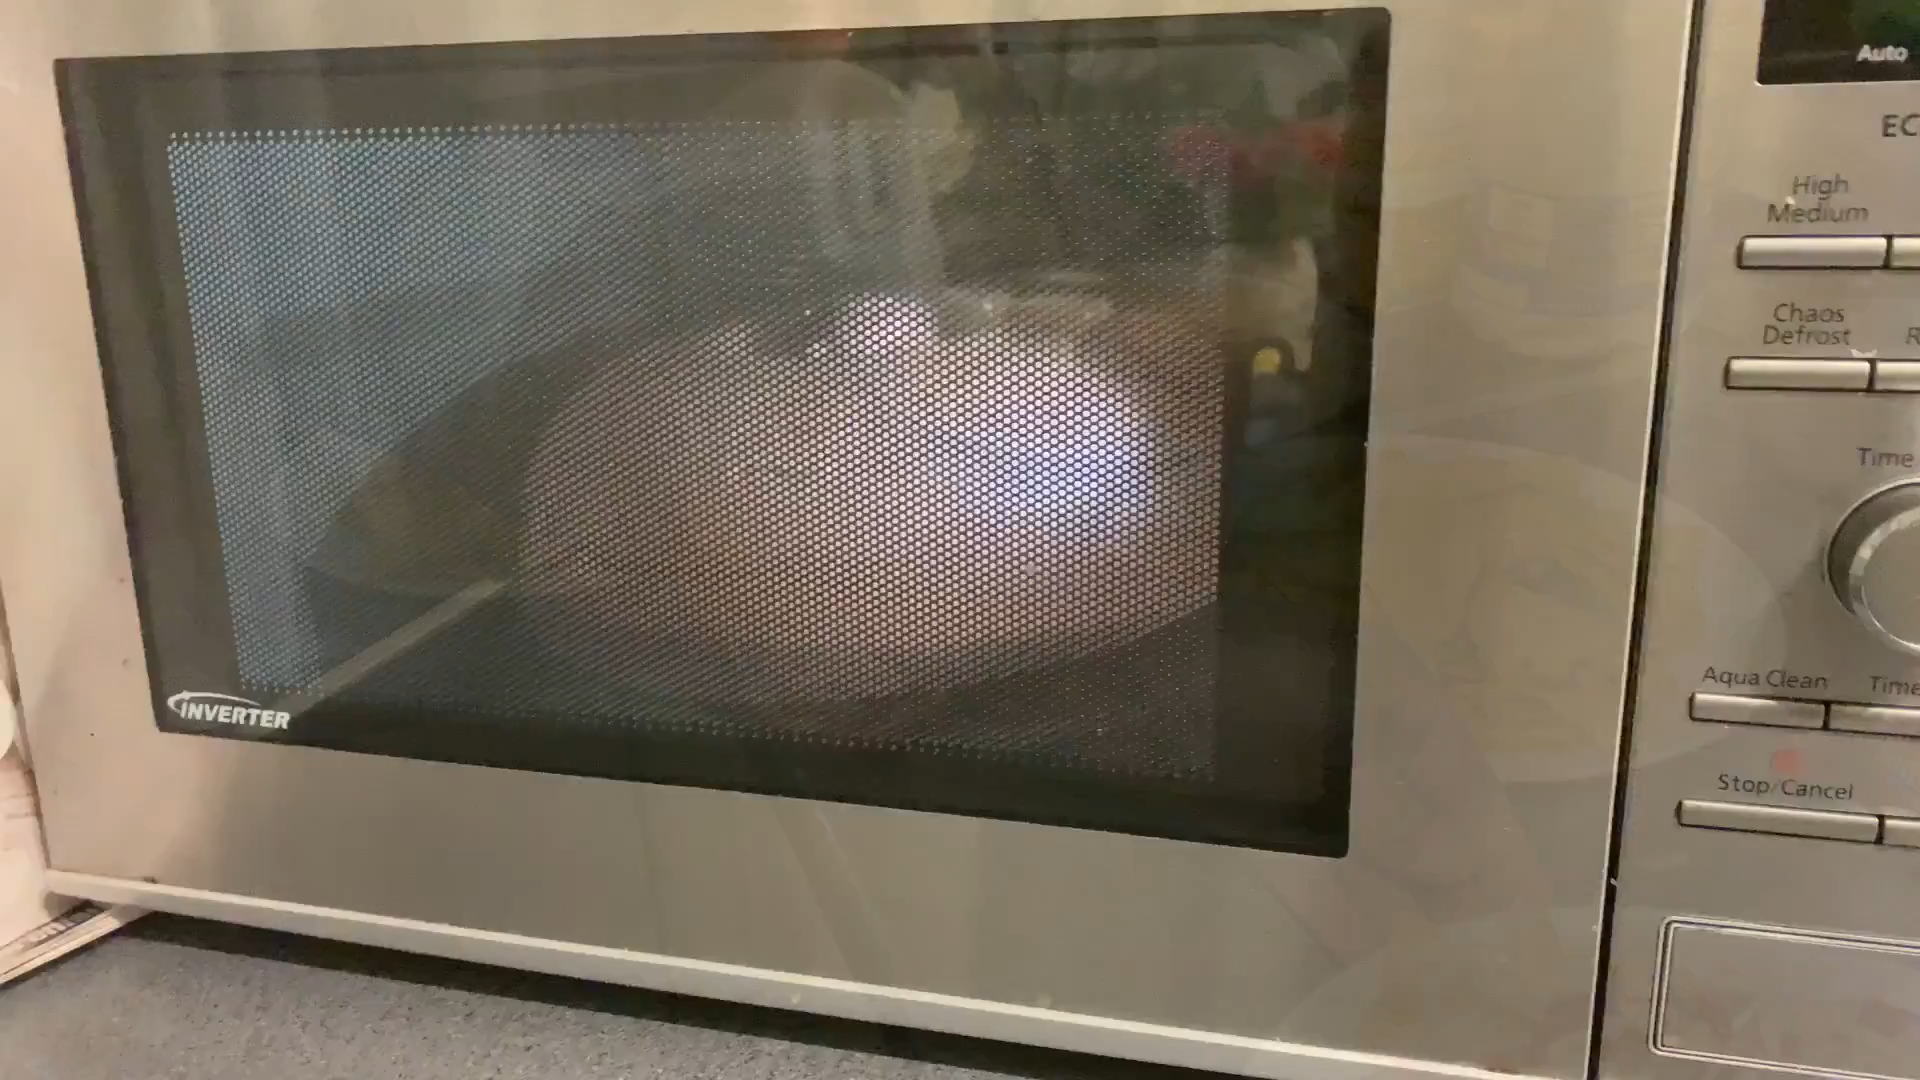 Auto
EC
High
Medium
Chaos
Defrost
R
Time
Aqua Clean
Time
INVERTER
Stop/Cancel